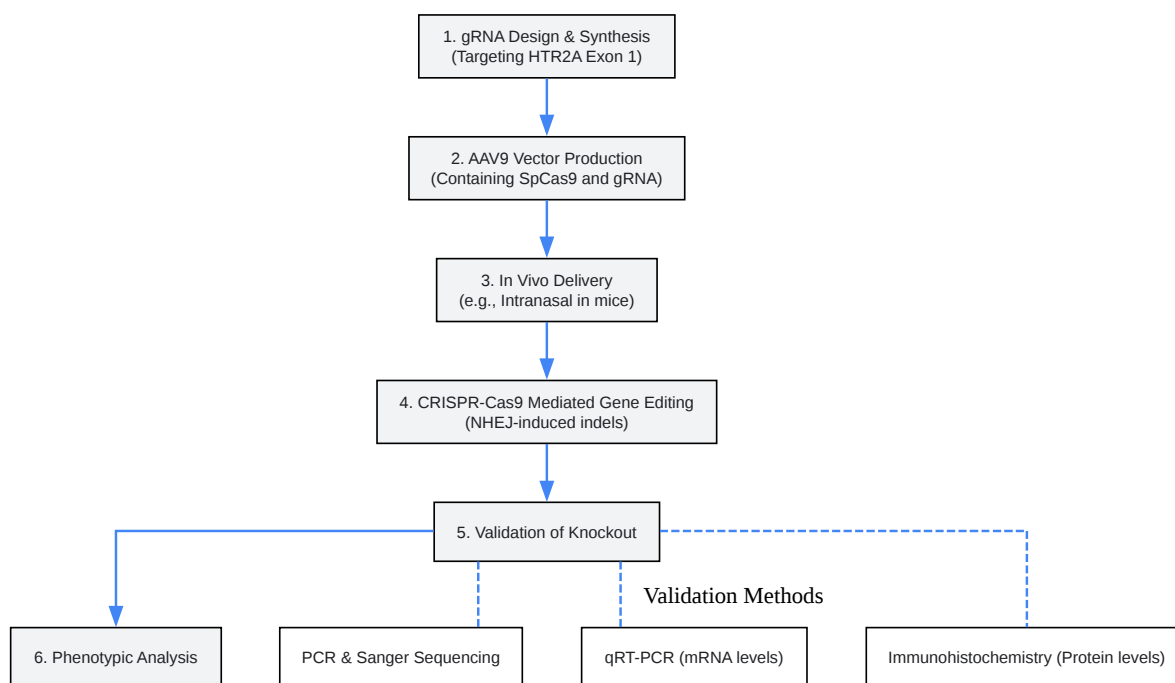 1. gRNA Design & Synthesis
(Targeting HTR2A Exon 1)
2. AAV9 Vector Production
(Containing SpCas9 and gRNA)
3. In Vivo Delivery
(e.g., Intranasal in mice)
4. CRISPR-Cas9 Mediated Gene Editing
(NHEJ-induced indels)
5. Validation of Knockout
Validation Methods
6. Phenotypic Analysis
PCR & Sanger Sequencing
qRT-PCR (mRNA levels)
Immunohistochemistry (Protein levels)